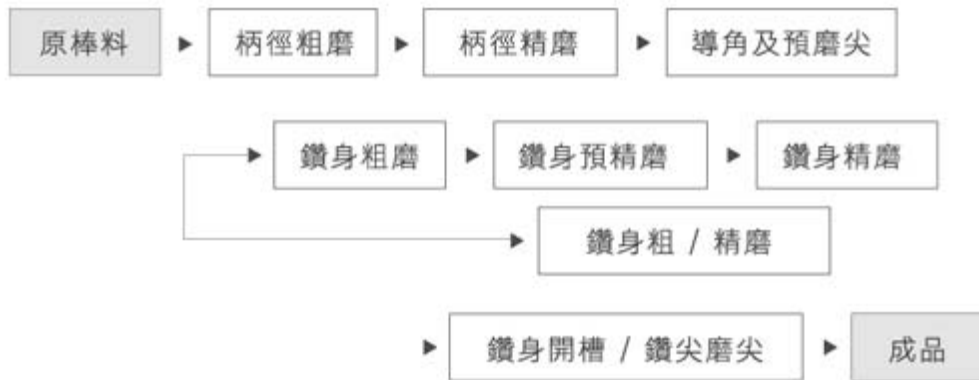 原棒料 ▶ 柄徑粗磨 ▶ 柄徑精磨 ▶ 導角及預磨尖
▶ 鑽身粗磨 ▶ 鑽身預精磨 ▶ 鑽身精磨
▶ 鑽身粗 / 精磨
▶ 鑽身開槽 / 鑽尖磨尖 ▶ 成品